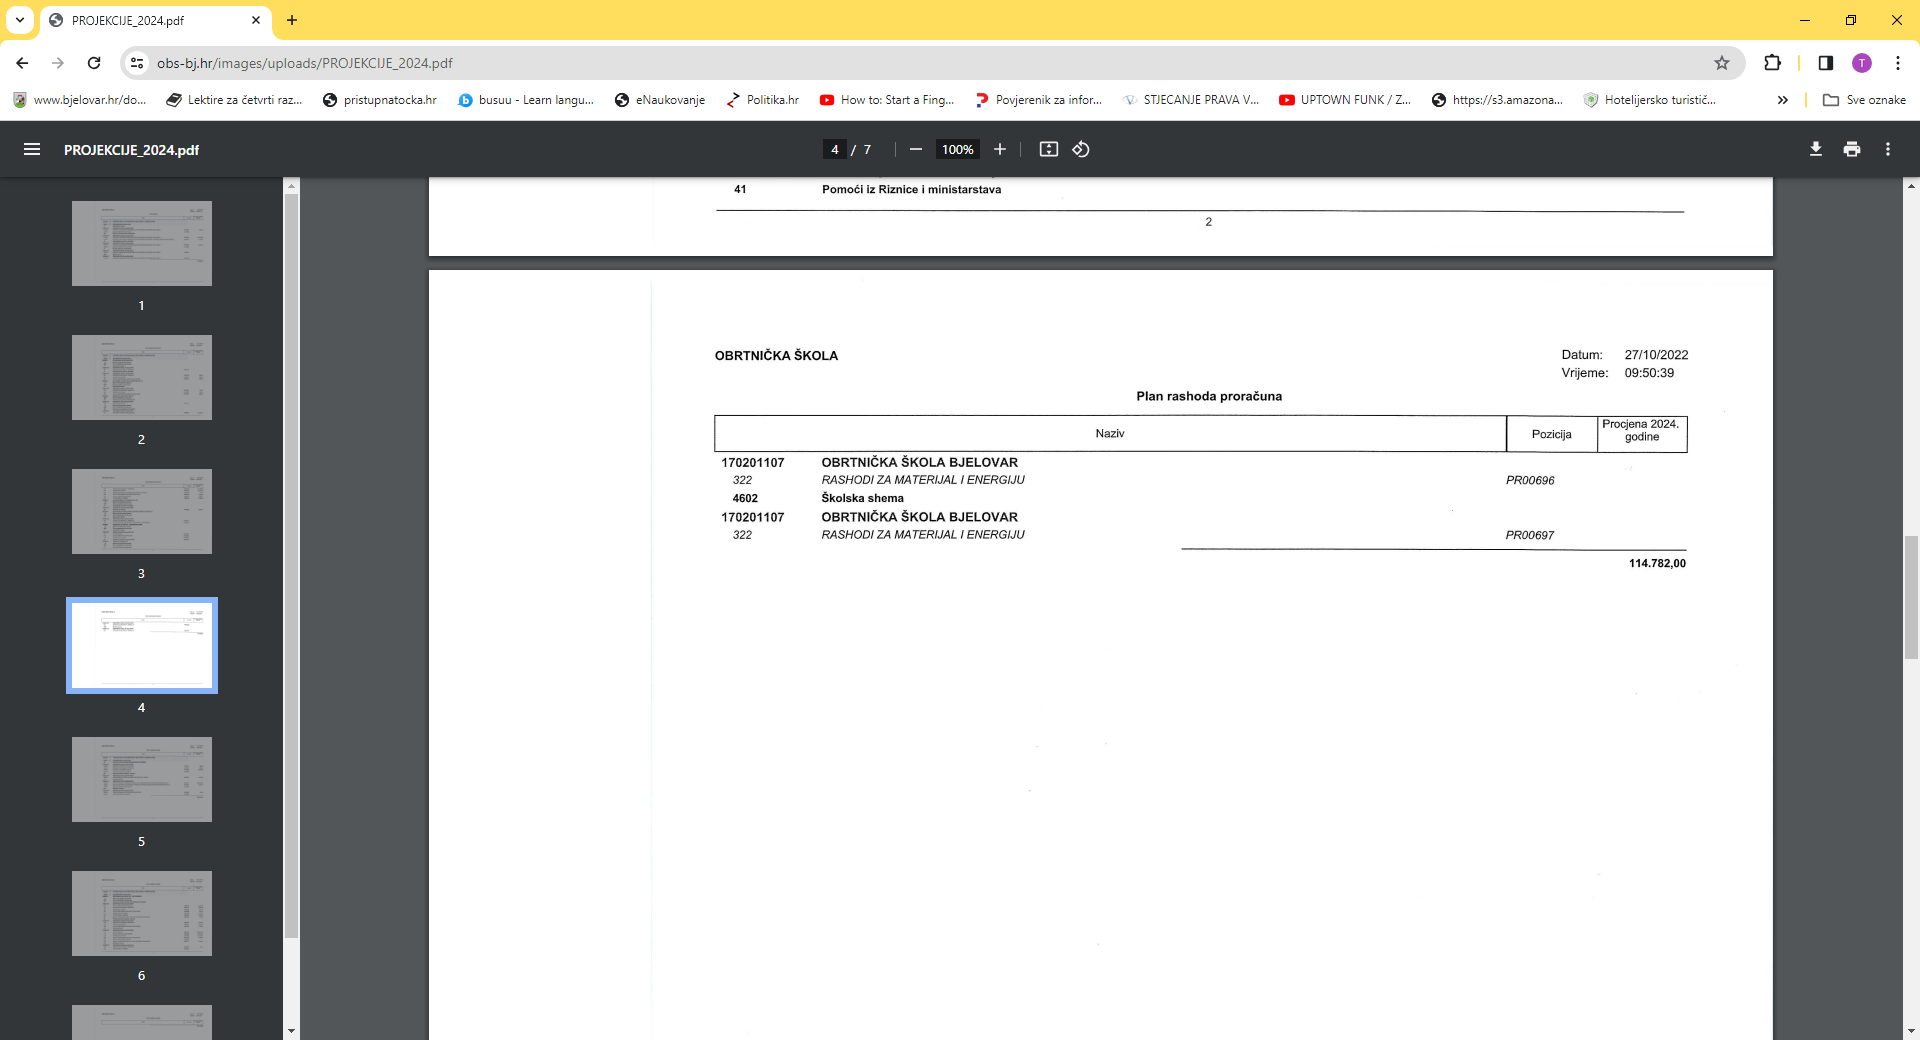 PROJEKCIJE_2024.pdf
obs-bj.hr/images/uploads/PROJEKCIJE_2024.pdf
T
www.bjelovar.hr/do... Lektire za četvrti raz... pristupnatocka.hr busuu - Learn langu... eNaukovanje Politika.hr How to: Start a Fing... Povjerenik za infor... STJECANJE PRAVA V... UPTOWN FUNK / Z... https://s3.amazona... Hotelijersko turistič... Sve oznake
PROJEKCIJE_2024.pdf 4 / 7 100%
1
2
3
4
5
6
41 Pomoći iz Riznice i ministarstava
2
OBRTNIČKA ŠKOLA Datum: 27/10/2022
Vrijeme: 09:50:39
Plan rashoda proračuna
Naziv Pozicija Procjena 2024. godine
170201107 OBRTNIČKA ŠKOLA BJELOVAR
322 RASHODI ZA MATERIJAL I ENERGIJU PR00696
4602 Školska shema
170201107 OBRTNIČKA ŠKOLA BJELOVAR
322 RASHODI ZA MATERIJAL I ENERGIJU PR00697
114.782,00